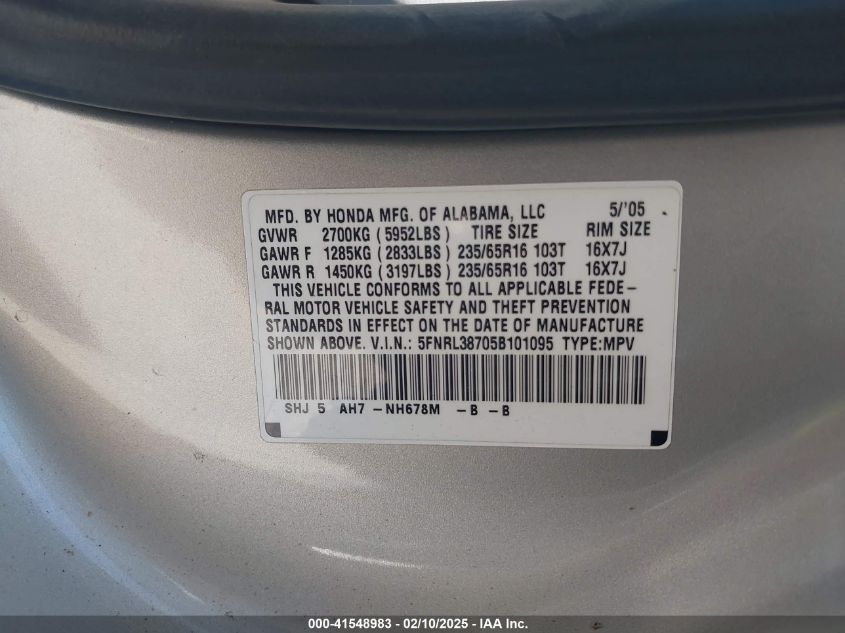 MFD. BY HONDA MFG. OF ALABAMA, LLC 5/'05
GVWR 2700KG (5952LBS) TIRE SIZE RIM SIZE
GAWR F 1285KG (2833LBS) 235/65R16 103T 16X7J
GAWR R 1450KG (3197LBS) 235/65R16 103T 16X7J
THIS VEHICLE CONFORMS TO ALL APPLICABLE FEDE-
RAL MOTOR VEHICLE SAFETY AND THEFT PREVENTION
STANDARDS IN EFFECT ON THE DATE OF MANUFACTURE
SHOWN ABOVE. V.I.N.: 5FNRL38705B101095 TYPE:MPV
SHJ 5 AH7 -NH678M -B -B
000-41548983 - 02/10/2025 - IAAI.com